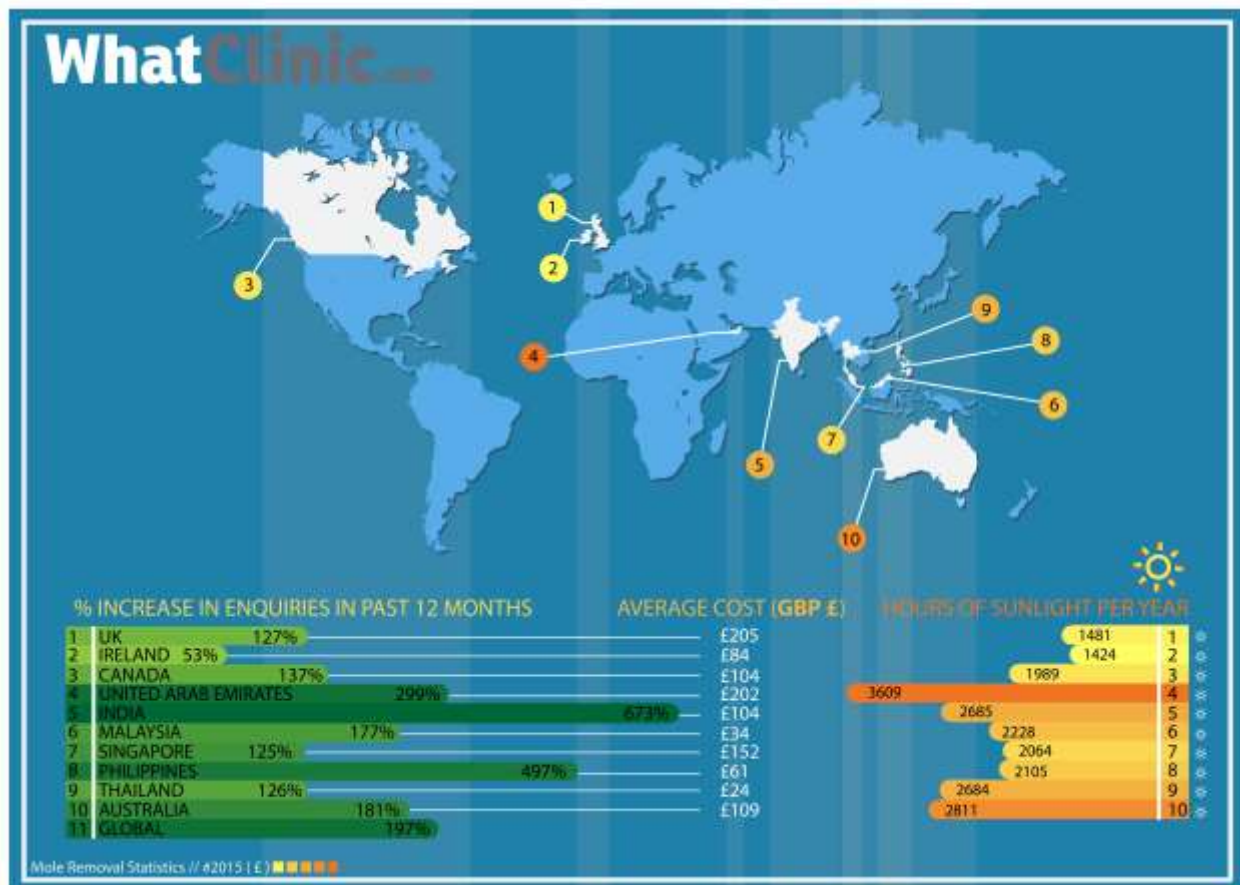 WhatClinic.com
1
2
3
4
5
6
7
8
9
10
% INCREASE IN ENQUIRIES IN PAST 12 MONTHS AVERAGE COST (GBP £) HOURS OF SUNLIGHT PER YEAR
1 UK 127% £205 1481 1
2 IRELAND 53% £84 1424 2
3 CANADA 137% £104 1989 3
4 UNITED ARAB EMIRATES 299% £202 3609 4
5 INDIA 673% £104 2685 5
6 MALAYSIA 177% £34 2228 6
7 SINGAPORE 125% £152 2064 7
8 PHILIPPINES 497% £61 2105 8
9 THAILAND 126% £24 2684 9
10 AUSTRALIA 181% £109 2811 10
11 GLOBAL 197%
Mole Removal Statistics // #2015 ( £ )